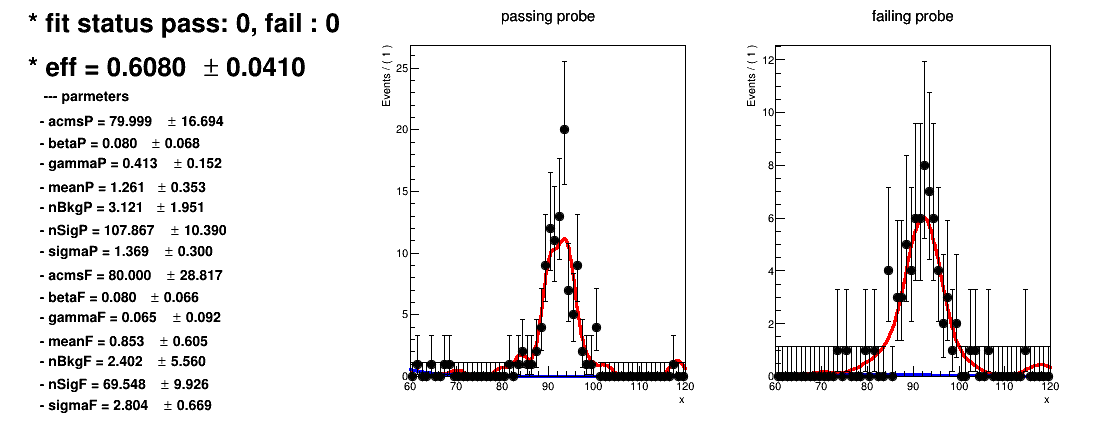 * fit status pass: 0, fail : 0
* eff = 0.6080 ± 0.0410
--- parmeters
- acmsP = 79.999 ± 16.694
- betaP = 0.080 ± 0.068
- gammaP = 0.413 ± 0.152
- meanP = 1.261 ± 0.353
- nBkgP = 3.121 ± 1.951
- nSigP = 107.867 ± 10.390
- sigmaP = 1.369 ± 0.300
- acmsF = 80.000 ± 28.817
- betaF = 0.080 ± 0.066
- gammaF = 0.065 ± 0.092
- meanF = 0.853 ± 0.605
- nBkgF = 2.402 ± 5.560
- nSigF = 69.548 ± 9.926
- sigmaF = 2.804 ± 0.669
passing probe
Events / ( 1 )
25
20
15
10
5
0
60 70 80 90 100 110 120
x
failing probe
Events / ( 1 )
12
10
8
6
4
2
0
60 70 80 90 100 110 120
x